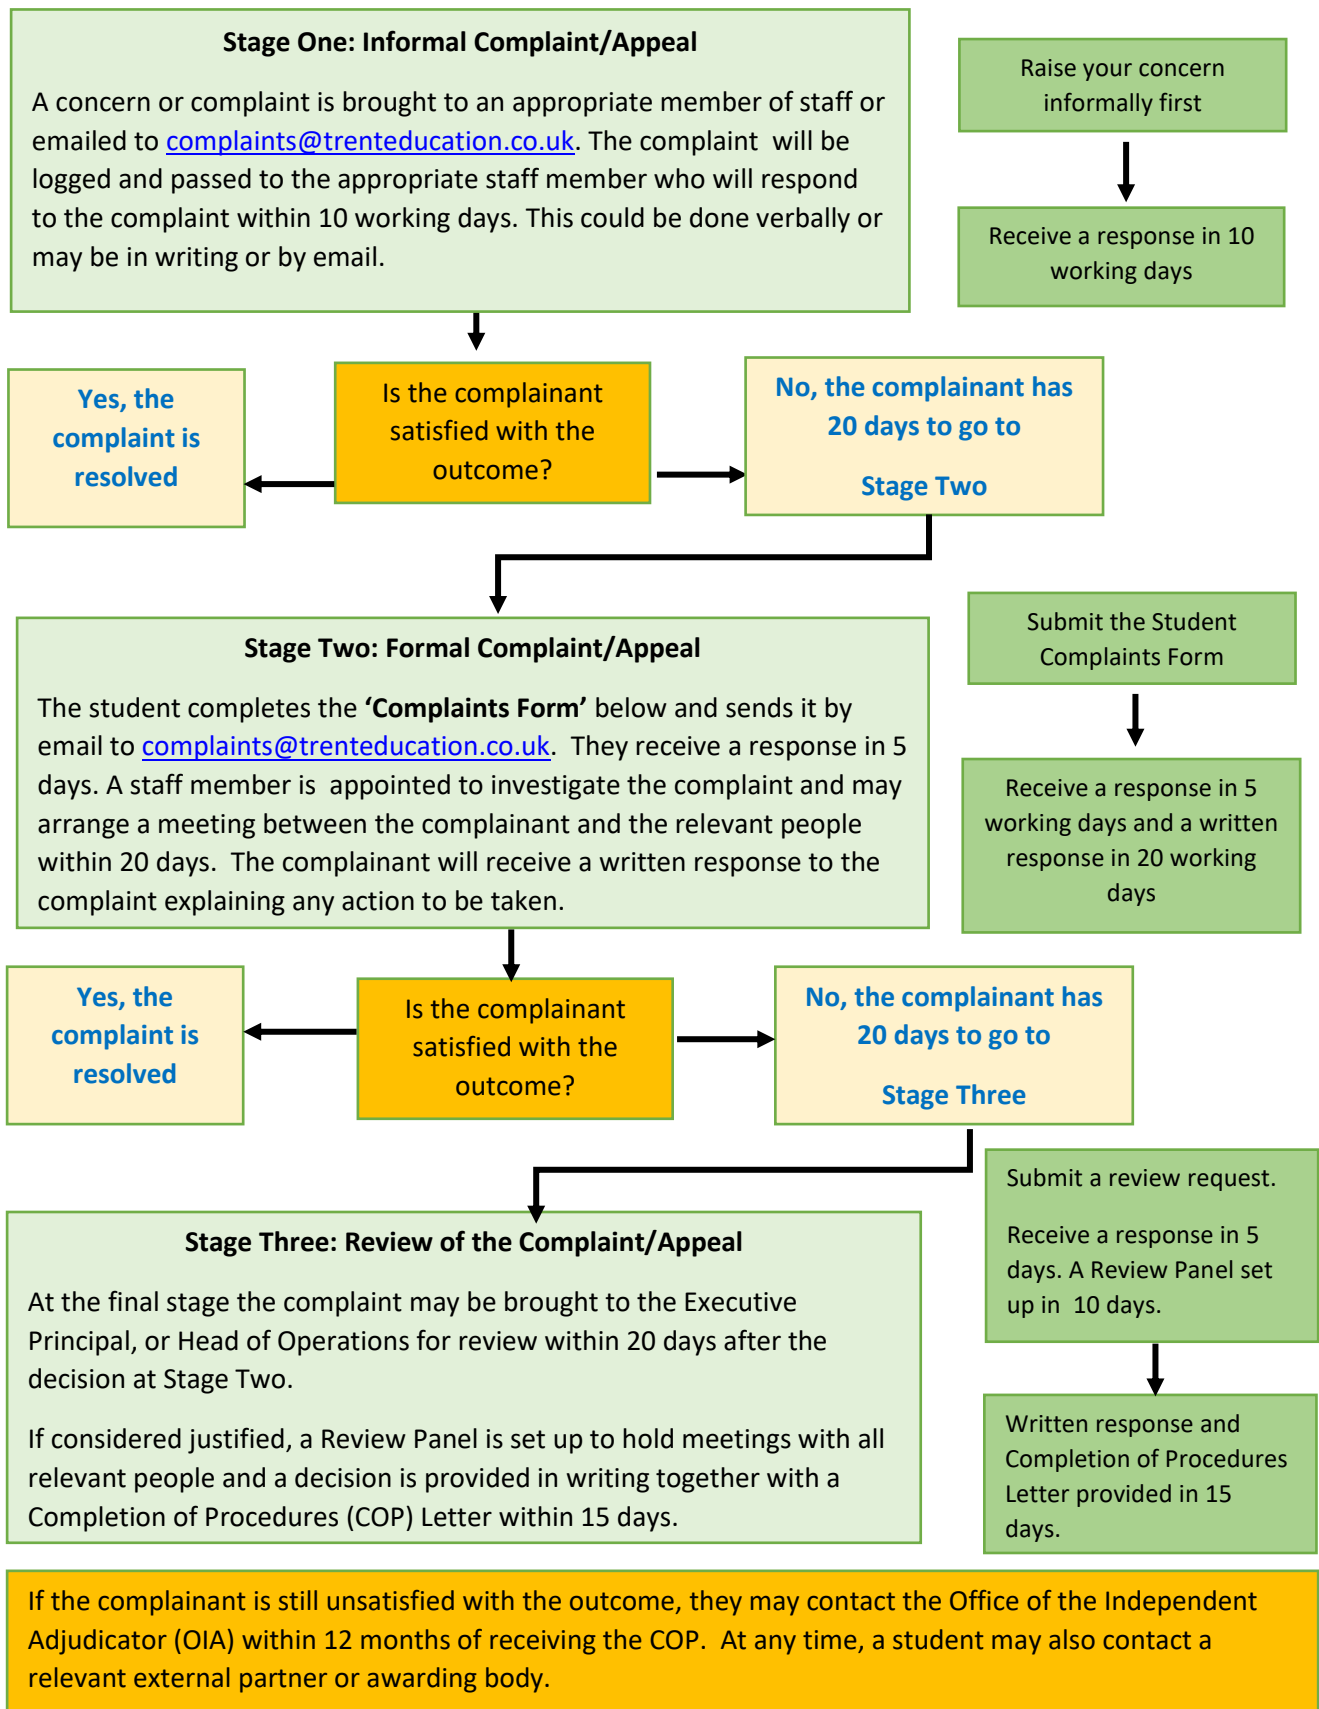 Stage One: Informal Complaint/Appeal
A concern or complaint is brought to an appropriate member of staff or
emailed to complaints@trenteducation.co.uk. The complaint will be
logged and passed to the appropriate staff member who will respond
to the complaint within 10 working days. This could be done verbally or
may be in writing or by email.
Raise your concern
informally first
Receive a response in 10
working days
Yes, the
complaint is
resolved
Is the complainant
satisfied with the
outcome?
No, the complainant has
20 days to go to
Stage Two
Stage Two: Formal Complaint/Appeal
The student completes the ‘Complaints Form’ below and sends it by
email to complaints@trenteducation.co.uk. They receive a response in 5
days. A staff member is appointed to investigate the complaint and may
arrange a meeting between the complainant and the relevant people
within 20 days. The complainant will receive a written response to the
complaint explaining any action to be taken.
Submit the Student
Complaints Form
Receive a response in 5
working days and a written
response in 20 working
days
Yes, the
complaint is
resolved
Is the complainant
satisfied with the
outcome?
No, the complainant has
20 days to go to
Stage Three
Stage Three: Review of the Complaint/Appeal
At the final stage the complaint may be brought to the Executive
Principal, or Head of Operations for review within 20 days after the
decision at Stage Two.
If considered justified, a Review Panel is set up to hold meetings with all
relevant people and a decision is provided in writing together with a
Completion of Procedures (COP) Letter within 15 days.
Submit a review request.
Receive a response in 5
days. A Review Panel set
up in 10 days.
Written response and
Completion of Procedures
Letter provided in 15
days.
If the complainant is still unsatisfied with the outcome, they may contact the Office of the Independent
Adjudicator (OIA) within 12 months of receiving the COP. At any time, a student may also contact a
relevant external partner or awarding body.